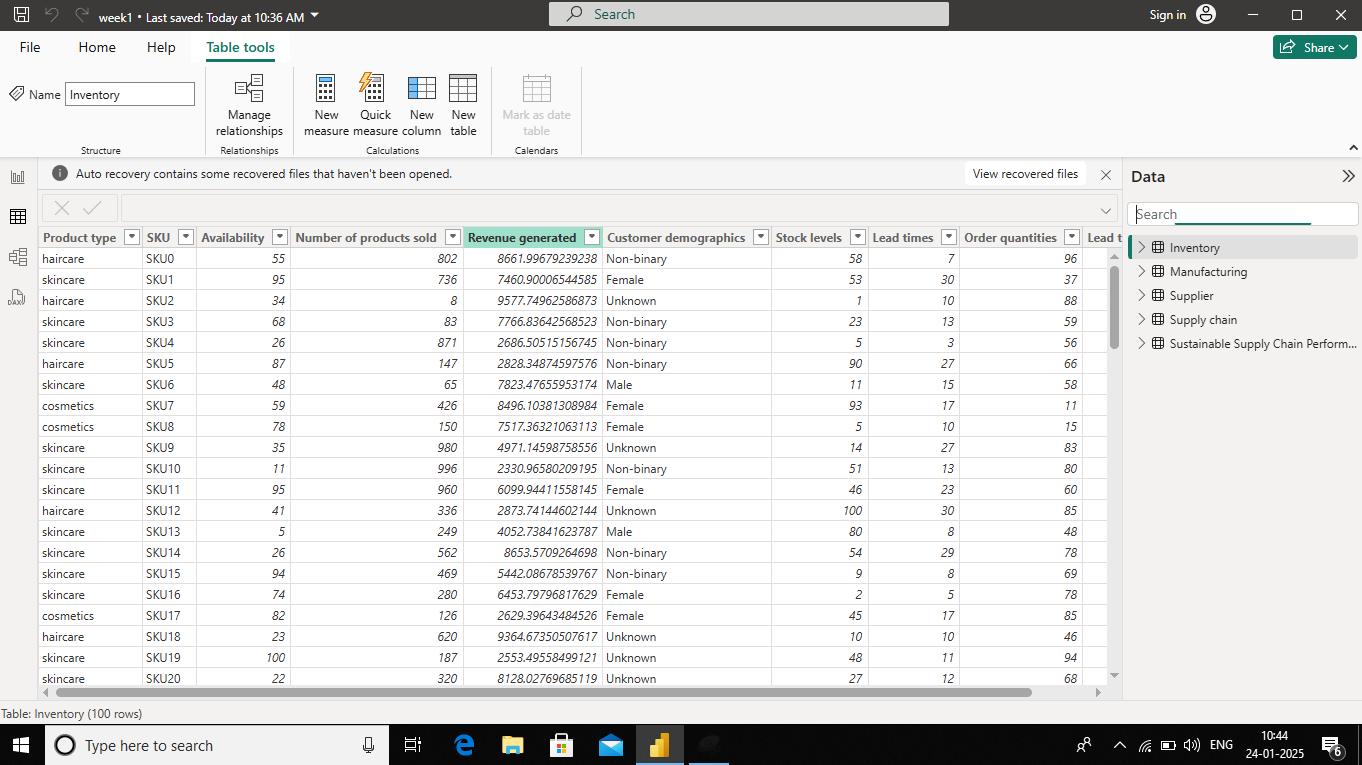 week1 • Last saved: Today at 10:36 AM
Search
Sign in
File Home Help Table tools
Share
Name Inventory
Manage relationships
New measure
Quick measure
New column
New table
Mark as date table
Structure Relationships Calculations Calendars
Auto recovery contains some recovered files that haven't been opened.
View recovered files
Product type SKU Availability Number of products sold Revenue generated Customer demographics Stock levels Lead times Order quantities Lead t
haircare SKU0 55 802 8661.99679239238 Non-binary 58 7 96
skincare SKU1 95 736 7460.90006544585 Female 53 30 37
haircare SKU2 34 8 9577.74962586873 Unknown 1 10 88
skincare SKU3 68 83 7766.83642568523 Non-binary 23 13 59
skincare SKU4 26 871 2686.50515156745 Non-binary 5 3 56
haircare SKU5 87 147 2828.34874597576 Non-binary 90 27 66
skincare SKU6 48 65 7823.47655953174 Male 11 15 58
cosmetics SKU7 59 426 8496.10381308984 Female 93 17 11
cosmetics SKU8 78 150 7517.36321063113 Female 5 10 15
skincare SKU9 35 980 4971.14598758556 Unknown 14 27 83
skincare SKU10 11 996 2330.96580209195 Non-binary 51 13 80
skincare SKU11 95 960 6099.94411558145 Female 46 23 60
haircare SKU12 41 336 2873.74144602144 Unknown 100 30 85
skincare SKU13 5 249 4052.73841623787 Male 80 8 48
skincare SKU14 26 562 8653.5709264698 Non-binary 54 29 78
skincare SKU15 94 469 5442.08678539767 Non-binary 9 8 69
skincare SKU16 74 280 6453.79796817629 Female 2 5 78
cosmetics SKU17 82 126 2629.39643484526 Female 45 17 85
haircare SKU18 23 620 9364.67350507617 Unknown 10 10 46
skincare SKU19 100 187 2553.49558499121 Unknown 48 11 94
skincare SKU20 22 320 8128.02769685119 Unknown 27 12 68
Table: Inventory (100 rows)
Data
Search
Inventory
Manufacturing
Supplier
Supply chain
Sustainable Supply Chain Perform...
DAX
Type here to search
ENG
10:44
24-01-2025
6